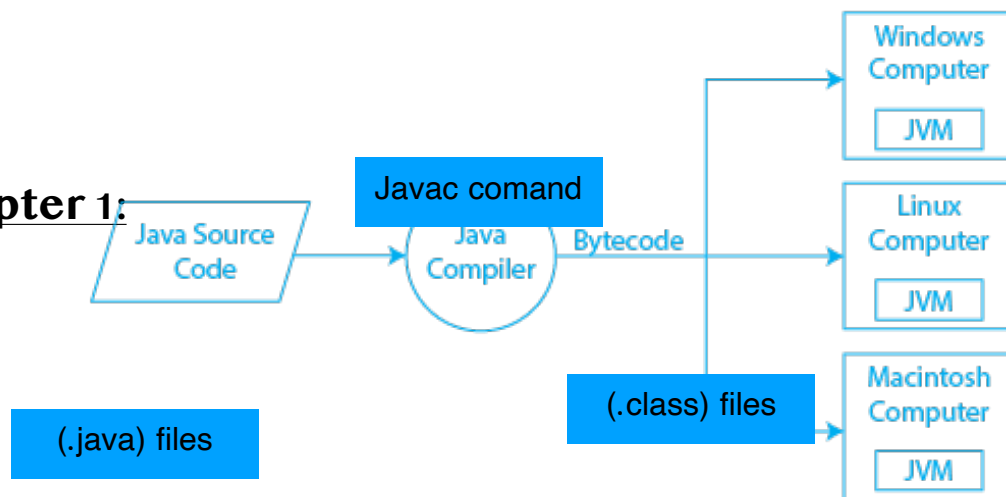 pter 1:
Java Source
Code
(.java) files
Javac comand
Java
Compiler
Bytecode
(.class) files
Windows
Computer
JVM
Linux
Computer
JVM
Macintosh
Computer
JVM